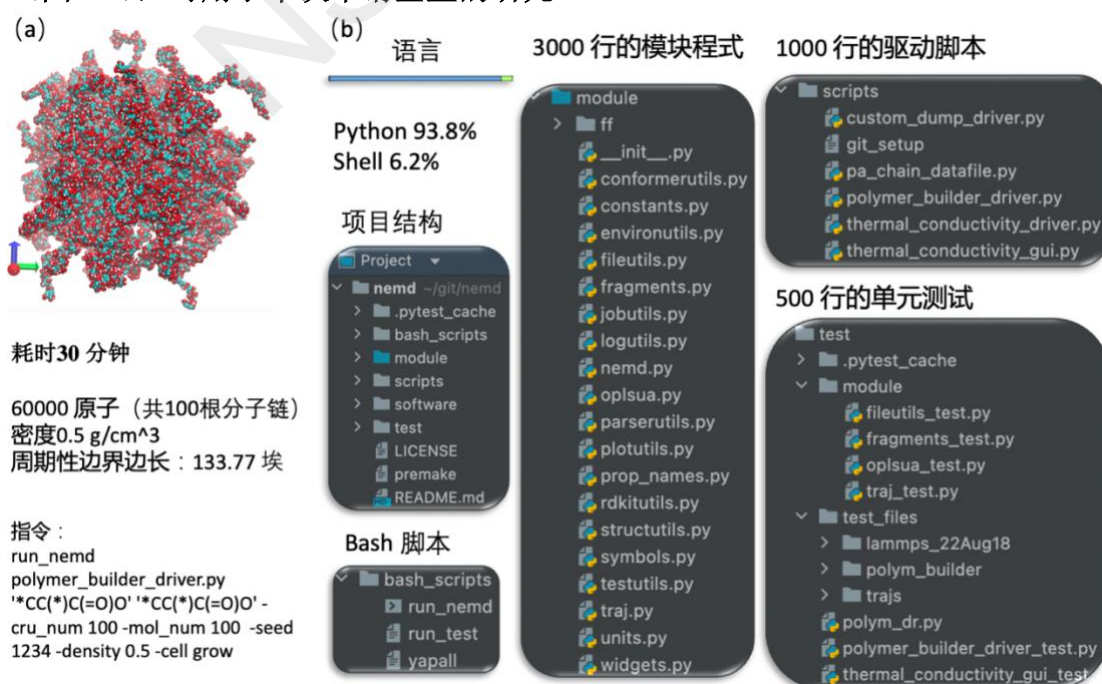 (a)
耗时30 分钟
60000 原子（共100根分子链）
密度0.5 g/cm^3
周期性边界边长：133.77 埃
指令：
run_nemd
polymer_builder_driver.py
'*CC(*)C(=O)O' '*CC(*)C(=O)O' -
cru_num 100 -mol_num 100 -seed
1234 -density 0.5 -cell grow
(b)
语言
Python 93.8%
Shell 6.2%
项目结构
Project
nemd ~/git/nemd
.pytest_cache
bash_scripts
module
scripts
software
test
LICENSE
premake
README.md
Bash 脚本
bash_scripts
run_nemd
run_test
yapall
3000 行的模块程式
module
ff
__init__.py
conformerutils.py
constants.py
environutils.py
fileutils.py
fragments.py
jobutils.py
logutils.py
nemd.py
oplsua.py
parserutils.py
plotutils.py
prop_names.py
rdkitutils.py
structutils.py
symbols.py
testutils.py
traj.py
units.py
widgets.py
1000 行的驱动脚本
scripts
custom_dump_driver.py
git_setup
pa_chain_datafile.py
polymer_builder_driver.py
thermal_conductivity_driver.py
thermal_conductivity_gui.py
500 行的单元测试
test
.pytest_cache
module
fileutils_test.py
fragments_test.py
oplsua_test.py
traj_test.py
test_files
lammps_22Aug18
polym_builder
trajs
polym_dr.py
polymer_builder_driver_test.py
thermal_conductivity_gui_test